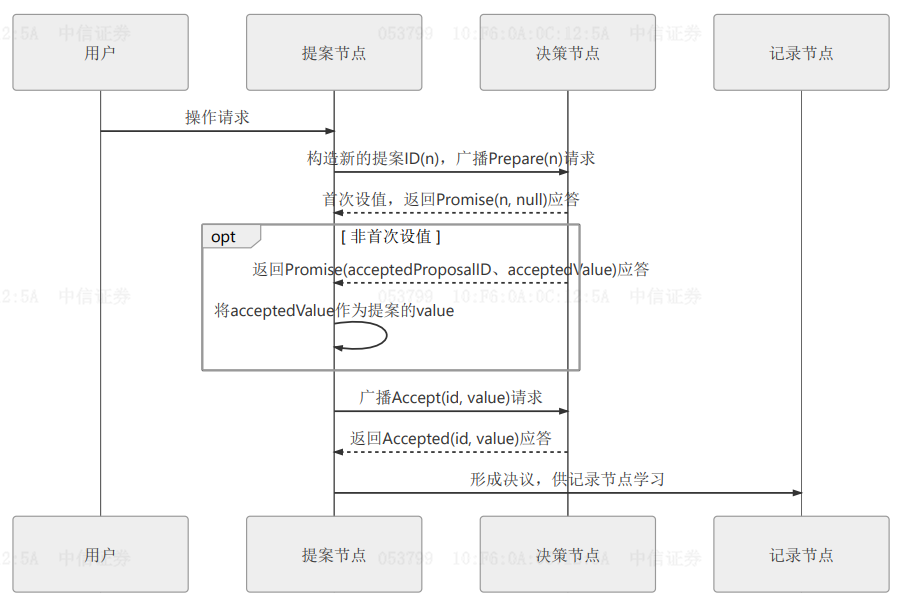 用户
提案节点
决策节点
记录节点
2:5A 中信证券
053799 10:F6:0A:0C:12:5A 中信证券
操作请求
构造新的提案ID(n)，广播Prepare(n)请求
首次设值，返回Promise(n, null)应答
opt
[ 非首次设值 ]
返回Promise(acceptedProposalID、acceptedValue)应答
2:5A 中信证券
053799 10:F6:0A:0C:12:5A 中信证券
将acceptedValue作为提案的value
广播Accept(id, value)请求
返回Accepted(id, value)应答
形成决议，供记录节点学习
用户
提案节点
决策节点
记录节点
2:5A 中信证券
053799 10:F6:0A:0C:12:5A 中信证券